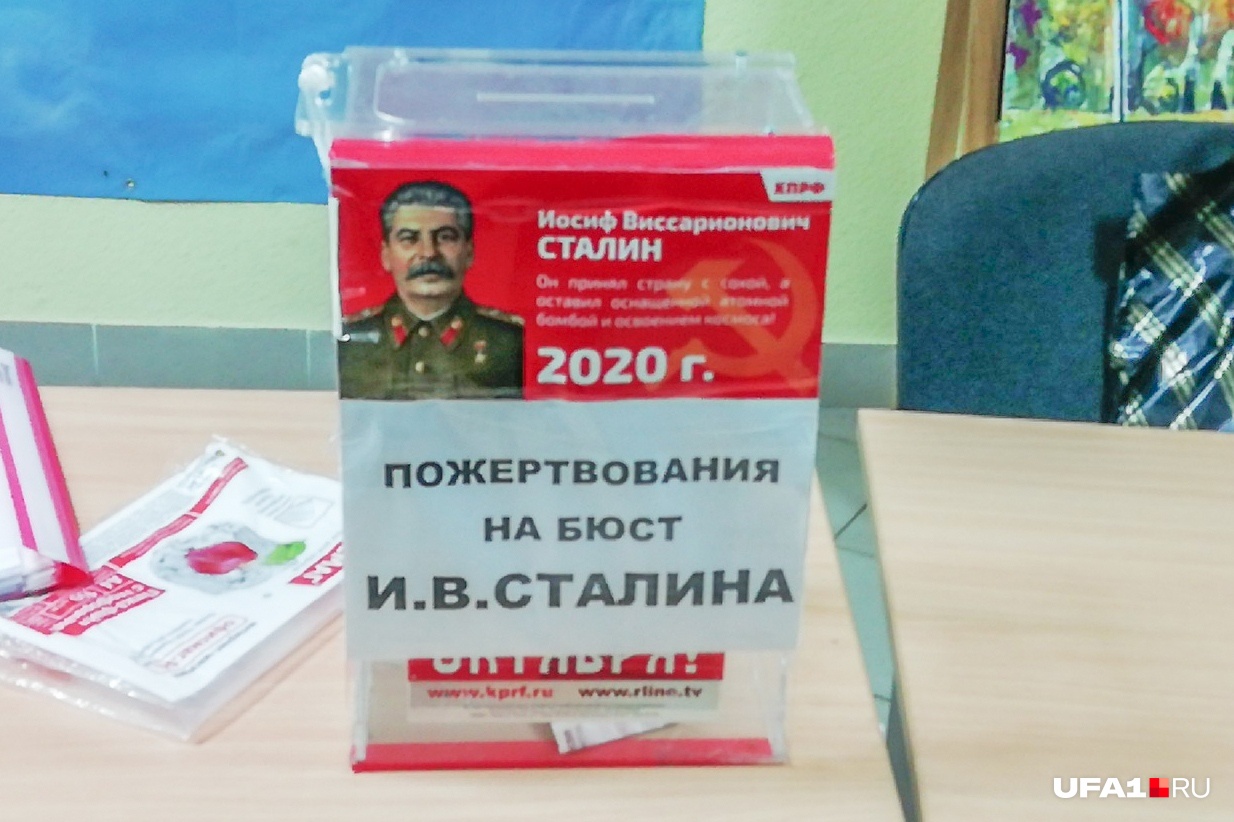 КПРФ
Иосиф Виссарионович
СТАЛИН
Он принял страну с сохой, а
оставил оснащенной атомной
бомбой и освоением космоса!
2020 г.
ПОЖЕРТВОВАНИЯ
НА БЮСТ
И.В.СТАЛИНА
ОКТЯБРЯ!
www.kprf.ru www.rline.tv
UFA1.RU